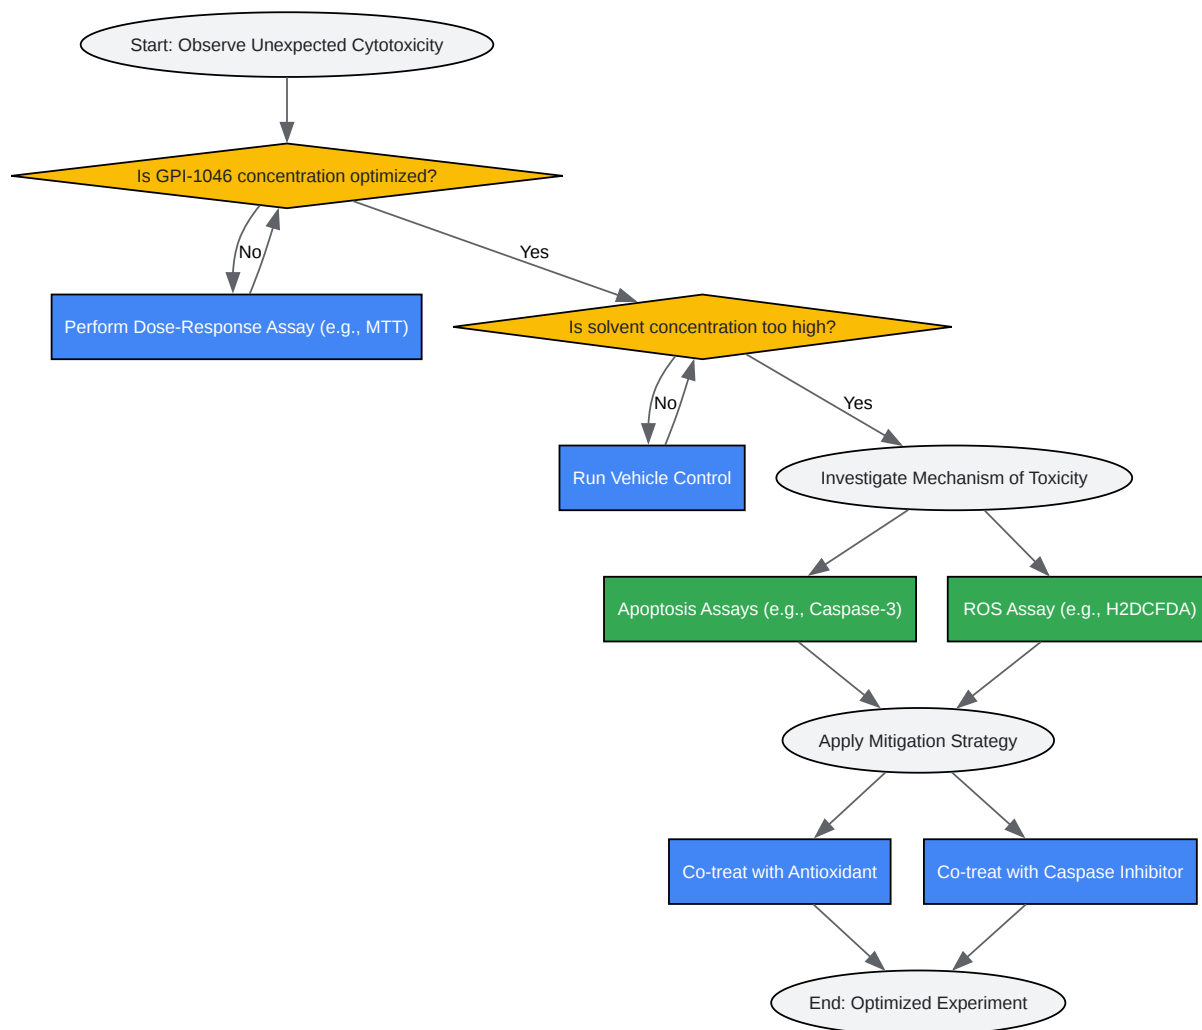 Start: Observe Unexpected Cytotoxicity
Is GPI-1046 concentration optimized?
No
Yes
Perform Dose-Response Assay (e.g., MTT)
Is solvent concentration too high?
No
Yes
Run Vehicle Control
Investigate Mechanism of Toxicity
Apoptosis Assays (e.g., Caspase-3)
ROS Assay (e.g., H2DCFDA)
Apply Mitigation Strategy
Co-treat with Antioxidant
Co-treat with Caspase Inhibitor
End: Optimized Experiment